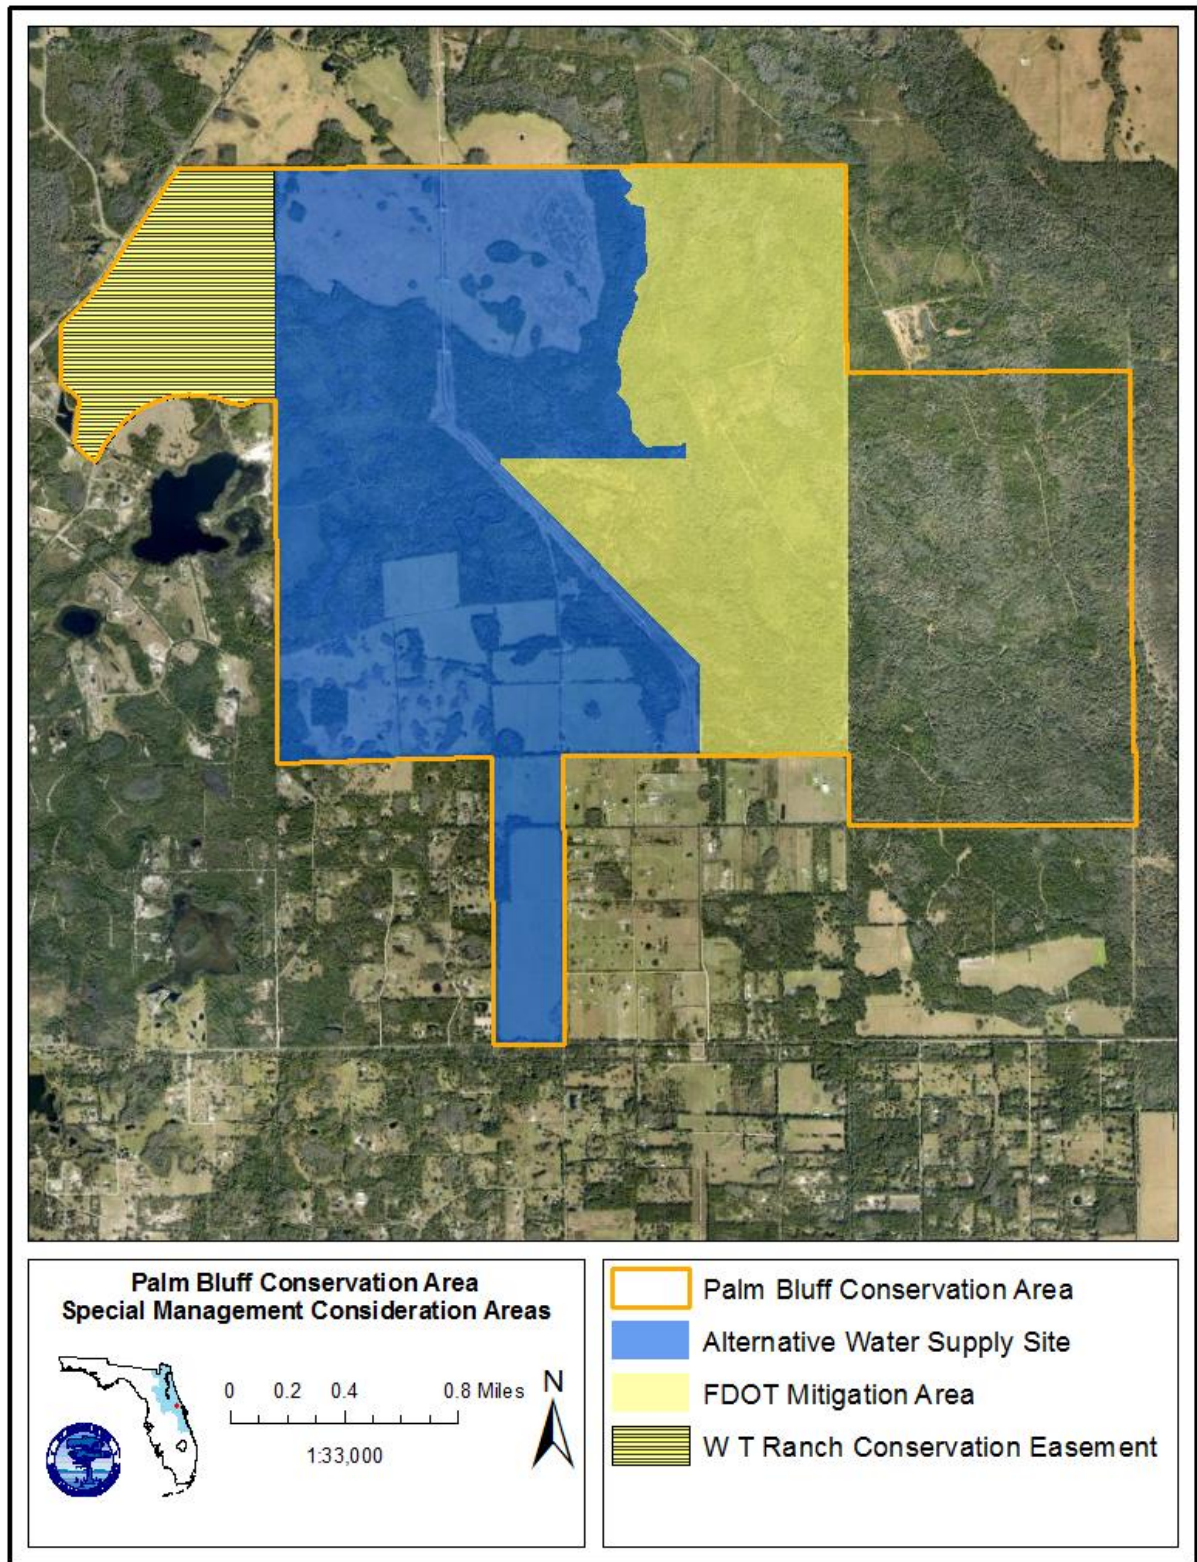 Palm Bluff Conservation Area
Special Management Consideration Areas
0 0.2 0.4 0.8 Miles
N
1:33,000
Palm Bluff Conservation Area
Alternative Water Supply Site
FDOT Mitigation Area
W T Ranch Conservation Easement